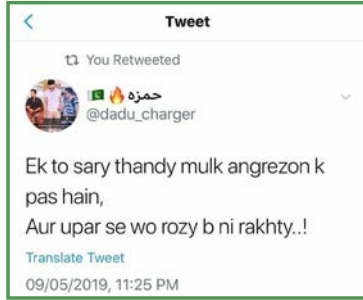 Tweet
You Retweeted
حمزہ
@dadu_charger
Ek to sary thandy mulk angrezon k
pas hain,
Aur upar se wo rozy b ni rakhty..!
Translate Tweet
09/05/2019, 11:25 PM